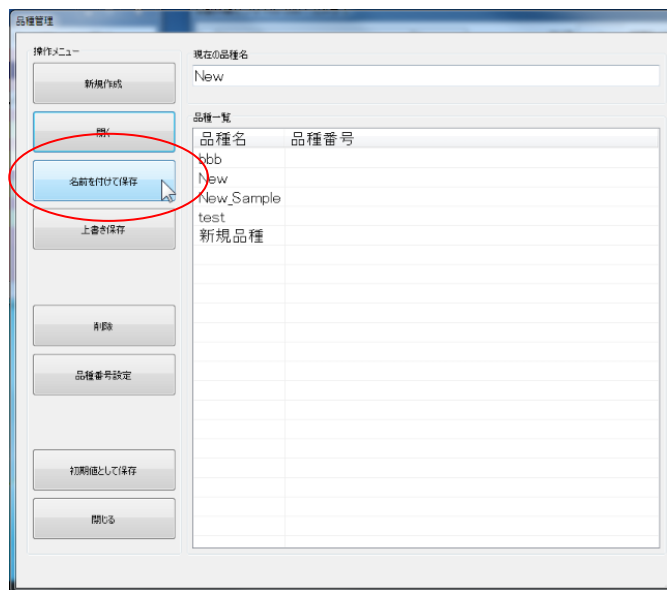 品種管理
操作メニュー
新規作成
開く
名前を付けて保存
上書き保存
削除
品種番号設定
初期値として保存
閉じる
現在の品種名
New
品種一覧
品種名 品種番号
bbb
New
New_Sample
test
新規品種